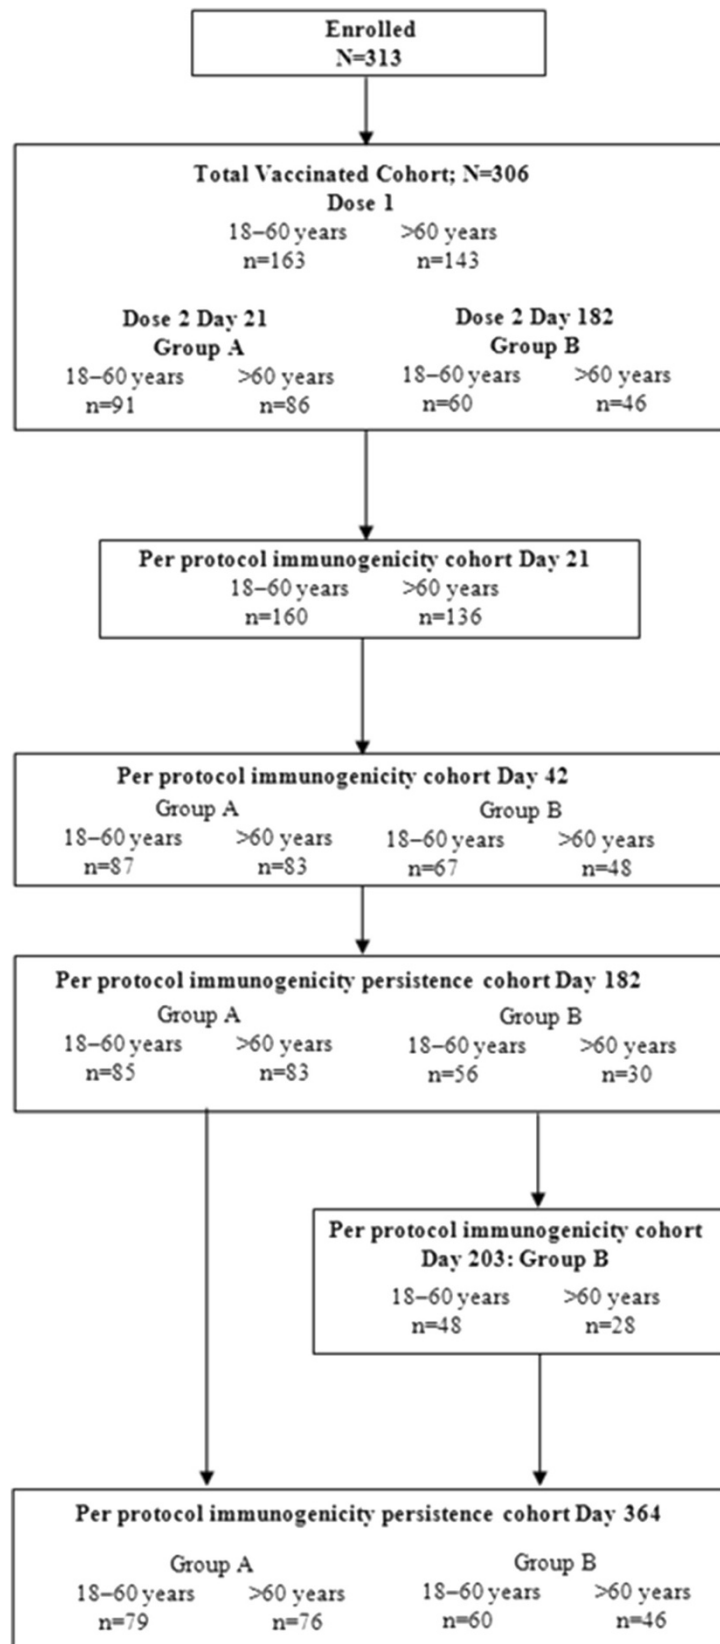 Enrolled
N=313
Total Vaccinated Cohort; N=306
Dose 1
18–60 years >60 years
n=163 n=143
Dose 2 Day 21 Dose 2 Day 182
Group A Group B
18–60 years >60 years 18–60 years >60 years
n=91 n=86 n=60 n=46
Per protocol immunogenicity cohort Day 21
18–60 years >60 years
n=160 n=136
Per protocol immunogenicity cohort Day 42
Group A Group B
18–60 years >60 years 18–60 years >60 years
n=87 n=83 n=67 n=48
Per protocol immunogenicity persistence cohort Day 182
Group A Group B
18–60 years >60 years 18–60 years >60 years
n=85 n=83 n=56 n=30
Per protocol immunogenicity cohort
Day 203: Group B
18–60 years >60 years
n=48 n=28
Per protocol immunogenicity persistence cohort Day 364
Group A Group B
18–60 years >60 years 18–60 years >60 years
n=79 n=76 n=60 n=46